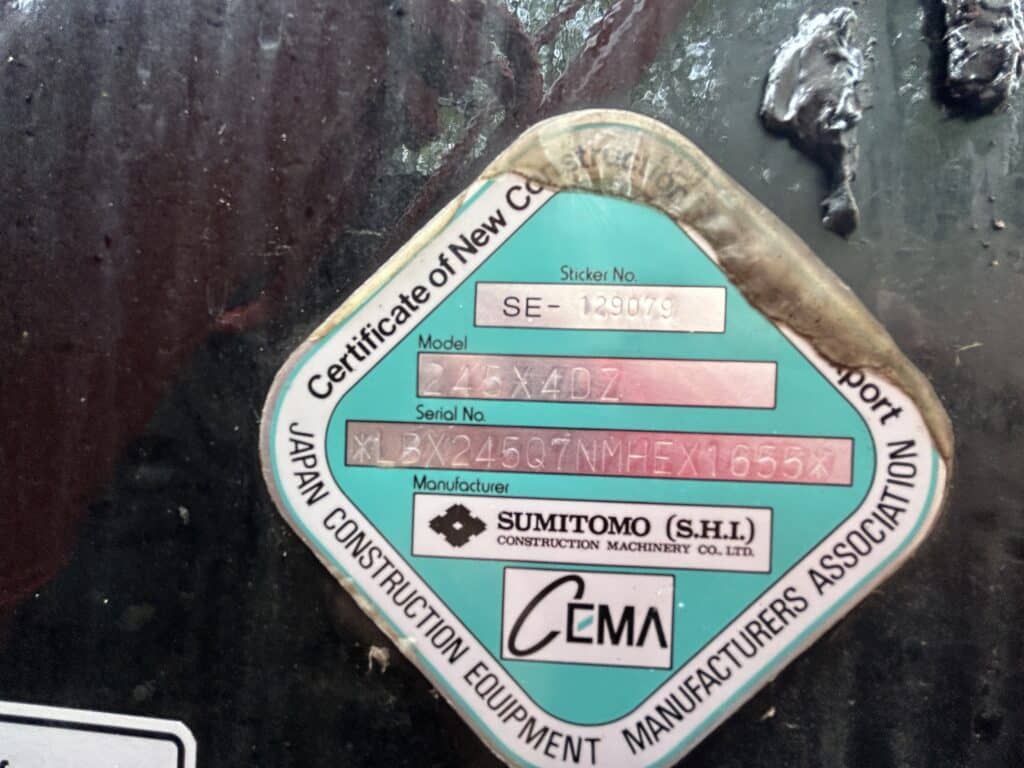 Certificate of New Construction
port
Sticker No.
SE- 129079
Model
245X4DZ
Serial No.
*LBX245Q7NMHEX1655*
Manufacturer
SUMITOMO (S.H.I.)
CONSTRUCTION MACHINERY CO., LTD.
CEMA
JAPAN CONSTRUCTION EQUIPMENT MANUFACTURERS ASSOCIATION